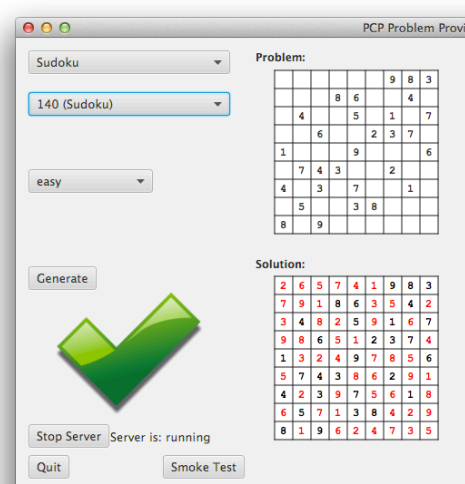 PCP Problem Provi
Sudoku
140 (Sudoku)
easy
Generate
Stop Server Server is: running
Quit Smoke Test
Problem:
9 8 3
8 6 4
4 5 1 7
6 2 3 7
1 9 6
7 4 3 2
4 3 7 1
5 3 8
8 9
Solution:
2 6 5 7 4 1 9 8 3
7 9 1 8 6 3 5 4 2
3 4 8 2 5 9 1 6 7
9 8 6 5 1 2 3 7 4
1 3 2 4 9 7 8 5 6
5 7 4 3 8 6 2 9 1
4 2 3 9 7 5 6 1 8
6 5 7 1 3 8 4 2 9
8 1 9 6 2 4 7 3 5